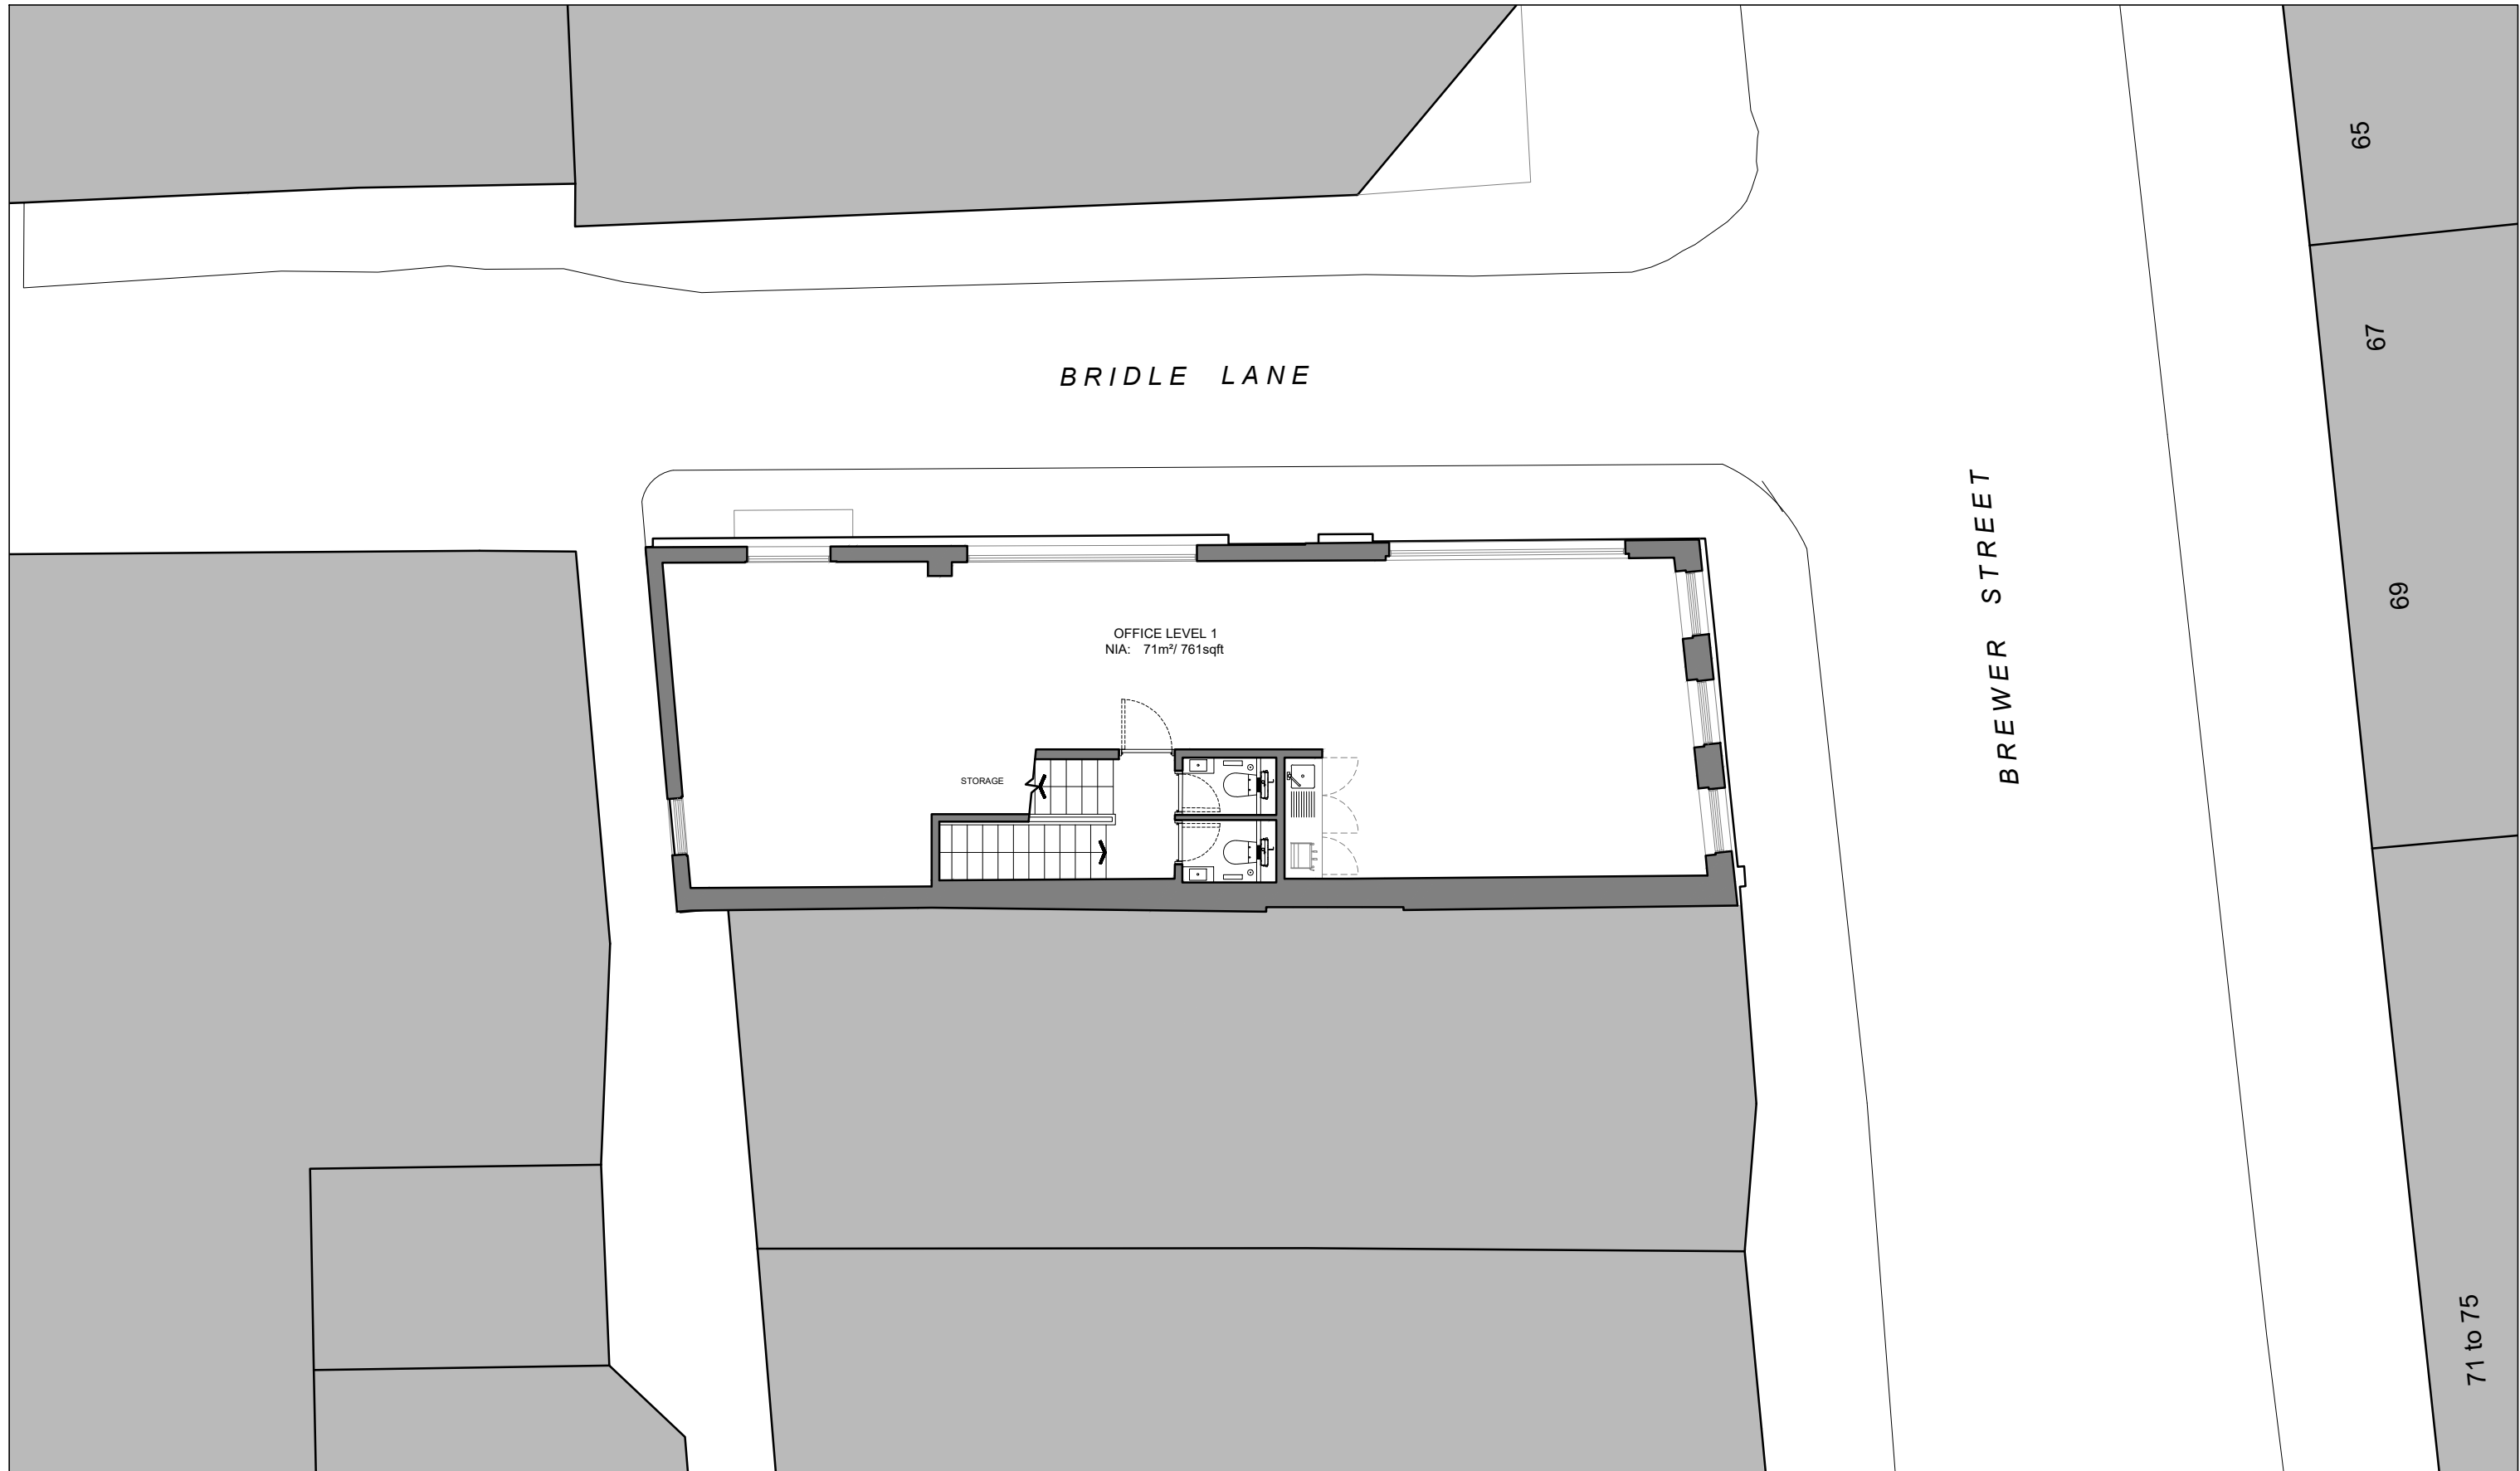 65
67
BRIDLE LANE
BREWER STREET
69
OFFICE LEVEL 1
NIA: 71m²/ 761sqft
STORAGE
71 to 75